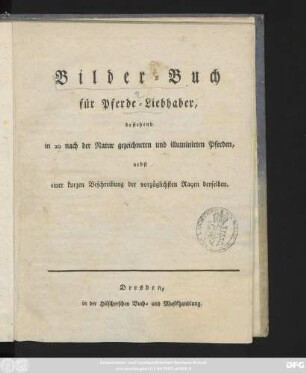 Bilder-Buch
für Pferde-Liebhaber,
bestehend
in 20 nach der Natur gezeichneten und illuminirten Pferden,
nebst
einer kurzen Beschreibung der vorzüglichsten Raçen derselben.
Dresden,
in der Hilscherschen Buch- und Musikhandlung.